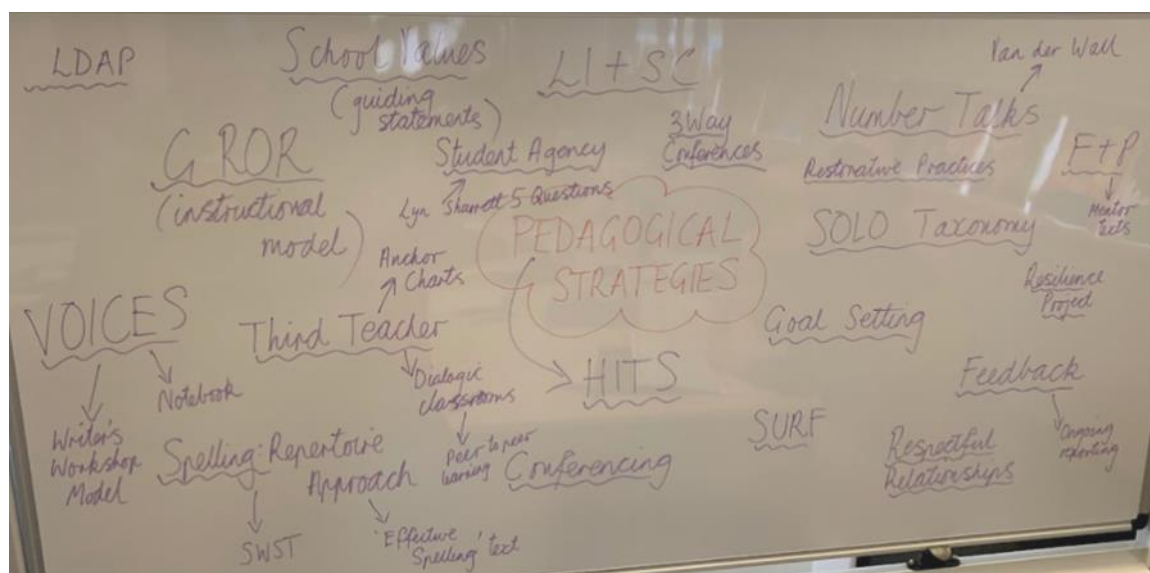 LDAP
School Values
(guiding
statements)
LI + SC
Van der Wall
Number Talks
3 Way
Conferences
G ROR
(instructional
model)
Student Agency
Lyn Sharratt 5 Questions
Restorative Practices
F+P
Mentor
texts
PEDAGOGICAL
STRATEGIES
SOLO Taxonomy
Resilience
Project
Anchor
Charts
VOICES
Third Teacher
Goal Setting
Notebook
Dialogic
classrooms
HITS
Feedback
Writer's
Workshop
Model
Spelling: Repertoire
Approach
Peer to peer
learning
Conferencing
SURF
Respectful
Relationships
Ongoing
reporting
SWST
'Effective
Spelling' text